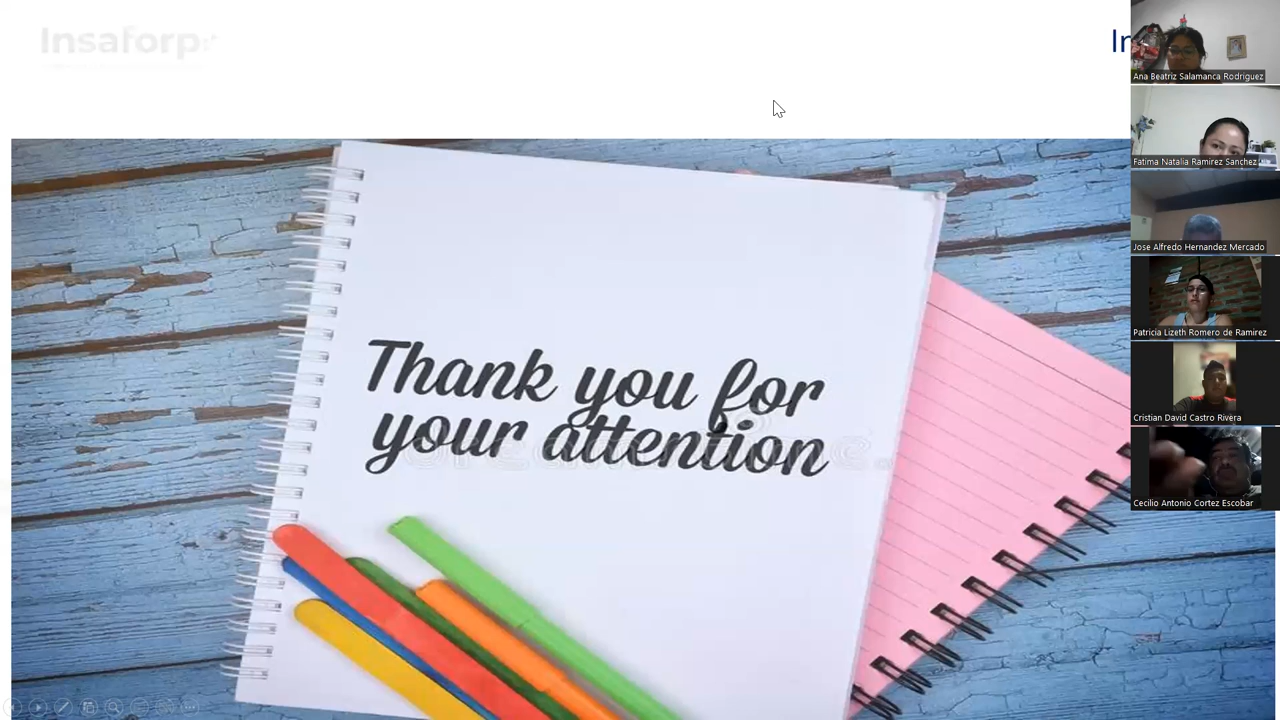 Insaforp
In
Ana Beatriz Salamanca Rodriguez
Fatima Natalia Ramirez Sanchez
Jose Alfredo Hernandez Mercado
Patricia Lizeth Romero de Ramirez
Cristian David Castro Rivera
Cecilio Antonio Cortez Escobar
Thank you for
your attention
dreamstime